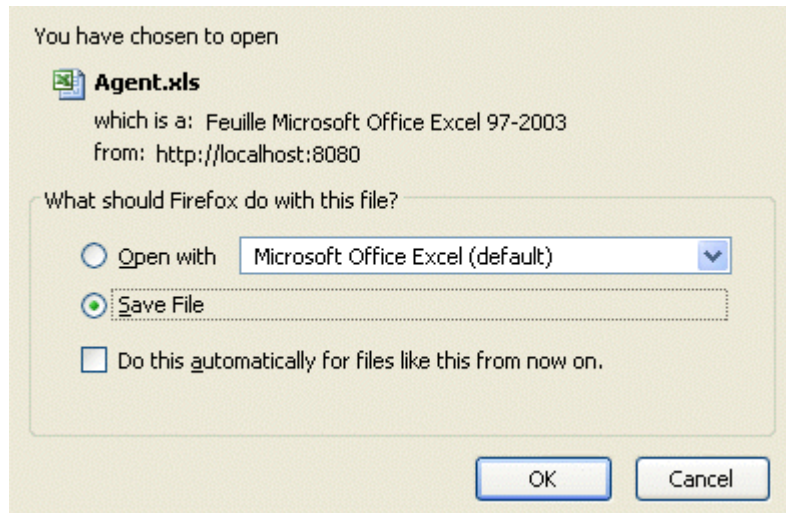 You have chosen to open
Agent.xls
which is a: Feuille Microsoft Office Excel 97-2003
from: http://localhost:8080
What should Firefox do with this file?
Open with Microsoft Office Excel (default)
Save File
Do this automatically for files like this from now on.
OK Cancel